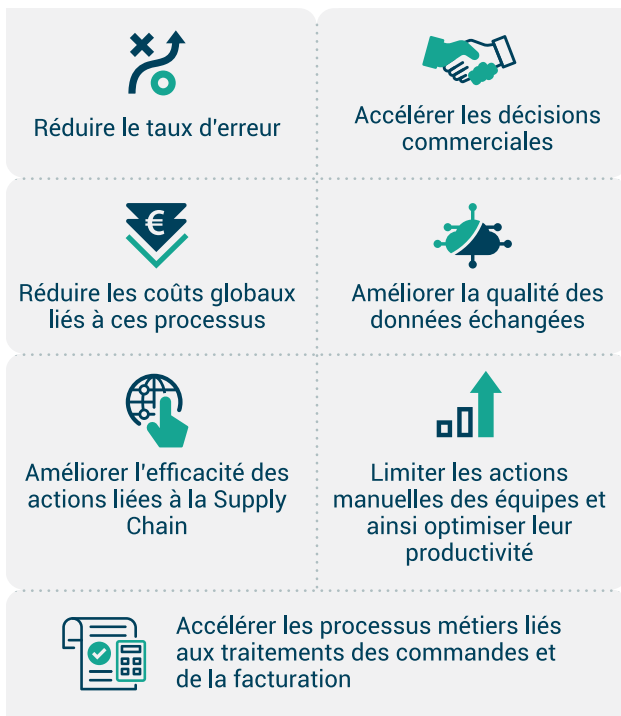 Réduire le taux d'erreur
Accélérer les décisions
commerciales
€
Réduire les coûts globaux
liés à ces processus
Améliorer la qualité des
données échangées
Améliorer l'efficacité des
actions liées à la Supply
Chain
Limiter les actions
manuelles des équipes et
ainsi optimiser leur
productivité
Accélérer les processus métiers liés
aux traitements des commandes et
de la facturation